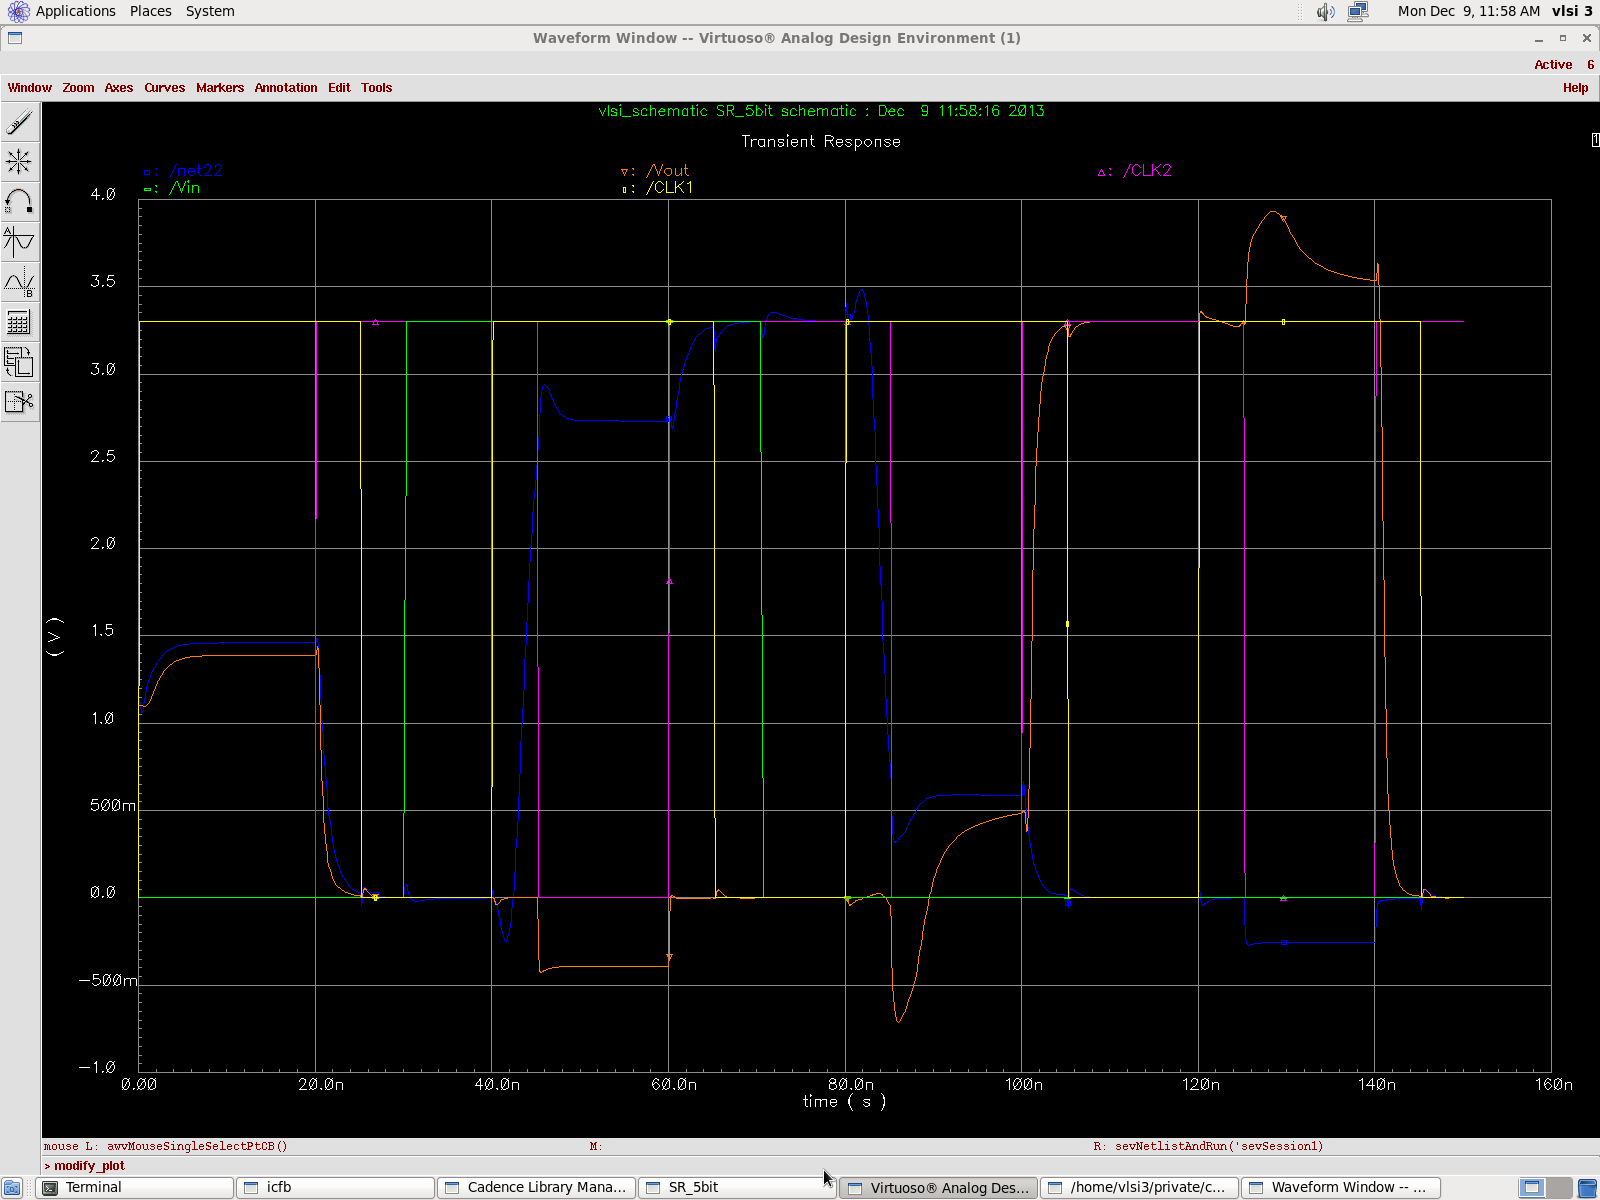 Applications Places System Mon Dec 9, 11:58 AM vlsi 3
Waveform Window -- Virtuoso® Analog Design Environment (1)
Active 6
Window Zoom Axes Curves Markers Annotation Edit Tools Help
vlsi_schematic SR_5bit schematic : Dec 9 11:58:16 2013
Transient Response
1
▫: /net22 ▿: /Vout ▵: /CLK2
▫: /Vin ▫: /CLK1
4.0
3.5
3.0
2.5
2.0
1.5
( V )
1.0
500m
0.0
-500m
-1.0
0.00 20.0n 40.0n 60.0n 80.0n 100n 120n 140n 160n
time ( s )
A
B
mouse L: awvMouseSingleSelectPtCB() M: R: sevNetlistAndRun('sevSession1)
> modify_plot
Terminal icfb Cadence Library Mana... SR_5bit Virtuoso® Analog Des... /home/vlsi3/private/c... Waveform Window -- ...